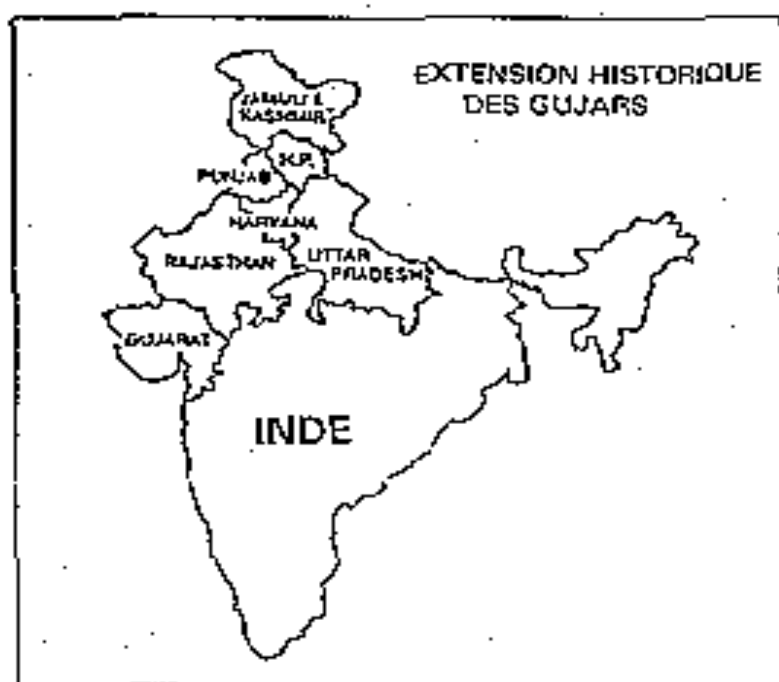 EXTENSION HISTORIQUE
DES GUJARS
JAMMU &
KASHMIR
H.P.
PUNJAB
HARYANA
RAJASTHAN
UTTAR
PRADESH
GUJARAT
INDE